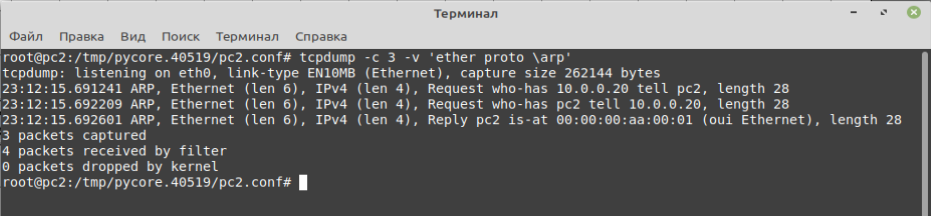 Терминал
Файл Правка Вид Поиск Терминал Справка
root@pc2:/tmp/pycore.40519/pc2.conf# tcpdump -c 3 -v 'ether proto \arp'
tcpdump: listening on eth0, link-type EN10MB (Ethernet), capture size 262144 bytes
23:12:15.691241 ARP, Ethernet (len 6), IPv4 (len 4), Request who-has 10.0.0.20 tell pc2, length 28
23:12:15.692209 ARP, Ethernet (len 6), IPv4 (len 4), Request who-has pc2 tell 10.0.0.20, length 28
23:12:15.692601 ARP, Ethernet (len 6), IPv4 (len 4), Reply pc2 is-at 00:00:00:aa:00:01 (oui Ethernet), length 28
3 packets captured
4 packets received by filter
0 packets dropped by kernel
root@pc2:/tmp/pycore.40519/pc2.conf#